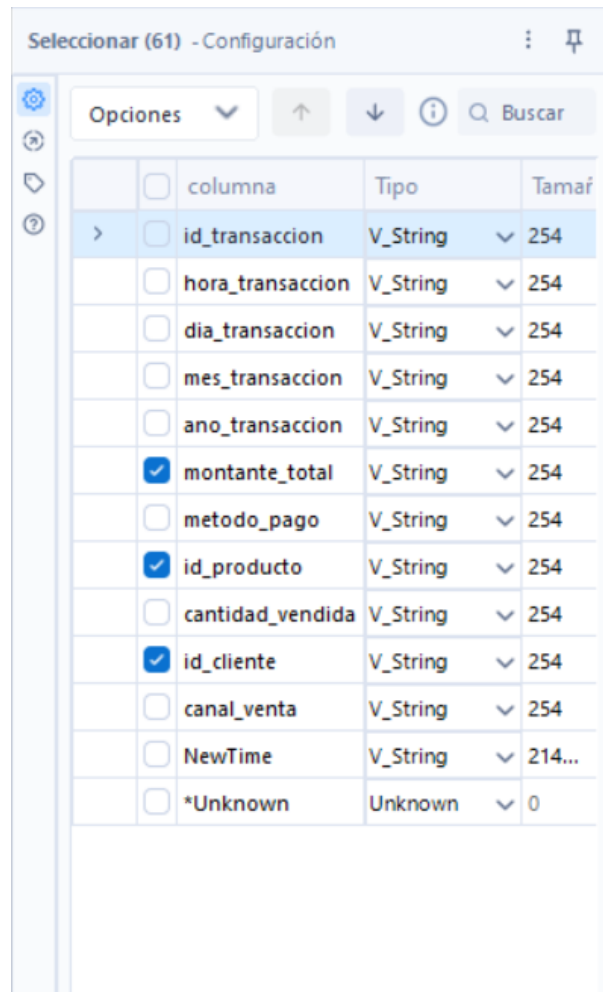 Seleccionar (61) - Configuración
Opciones Buscar
columna Tipo Tamañ
id_transaccion V_String 254
hora_transaccion V_String 254
dia_transaccion V_String 254
mes_transaccion V_String 254
ano_transaccion V_String 254
montante_total V_String 254
metodo_pago V_String 254
id_producto V_String 254
cantidad_vendida V_String 254
id_cliente V_String 254
canal_venta V_String 254
NewTime V_String 214...
*Unknown Unknown 0